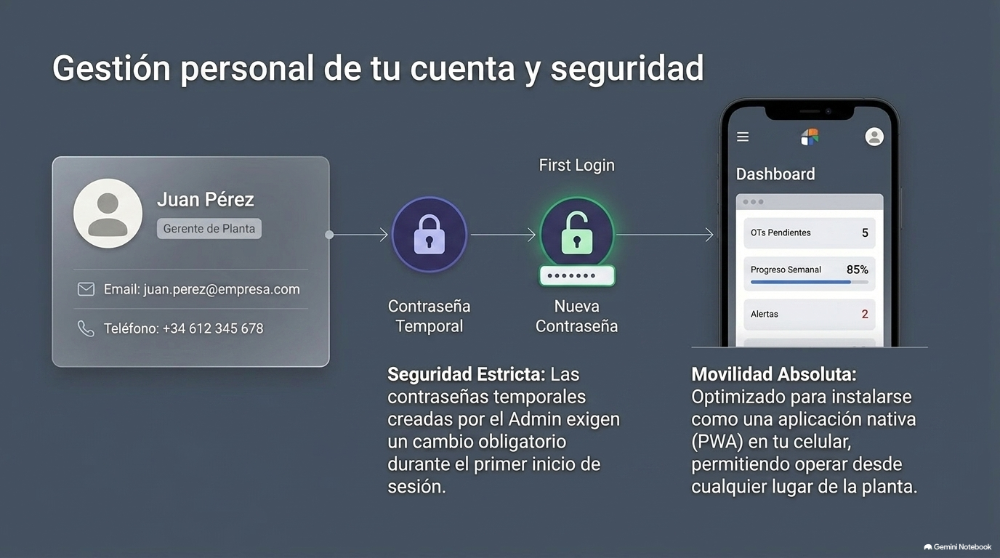 Gestión personal de tu cuenta y seguridad
Juan Pérez
Gerente de Planta
Email: juan.perez@empresa.com
Teléfono: +34 612 345 678
Contraseña
Temporal
First Login
Nueva
Contraseña
Seguridad Estricta: Las
contraseñas temporales
creadas por el Admin exigen
un cambio obligatorio
durante el primer inicio de
sesión.
Dashboard
OTs Pendientes 5
Progreso Semanal 85%
Alertas 2
Movilidad Absoluta:
Optimizado para instalarse
como una aplicación nativa
(PWA) en tu celular,
permitiendo operar desde
cualquier lugar de la planta.
Gemini Notebook